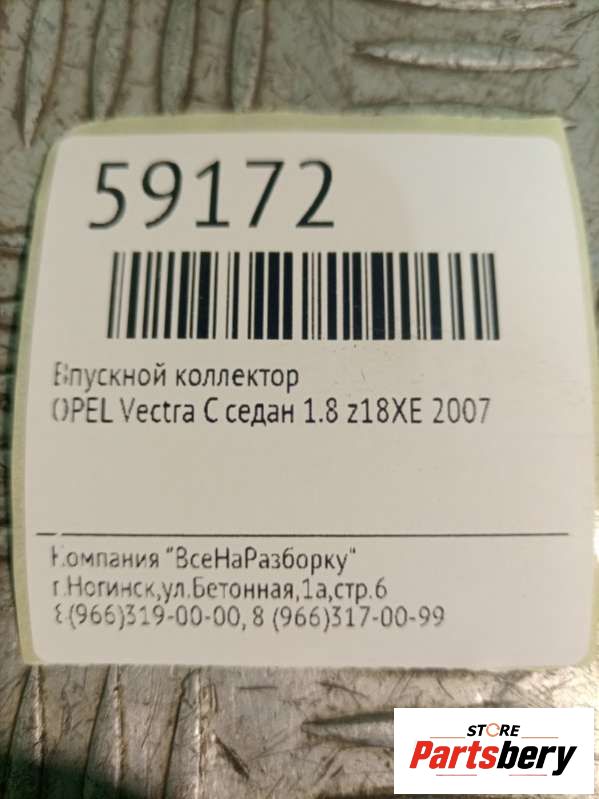 59172
Впускной коллектор
OPEL Vectra C седан 1.8 z18XE 2007
Компания "ВсеНаРазборку"
г.Ногинск,ул.Бетонная,1а,стр.6
8(966)319-00-00, 8 (966)317-00-99
STORE
Partsbery